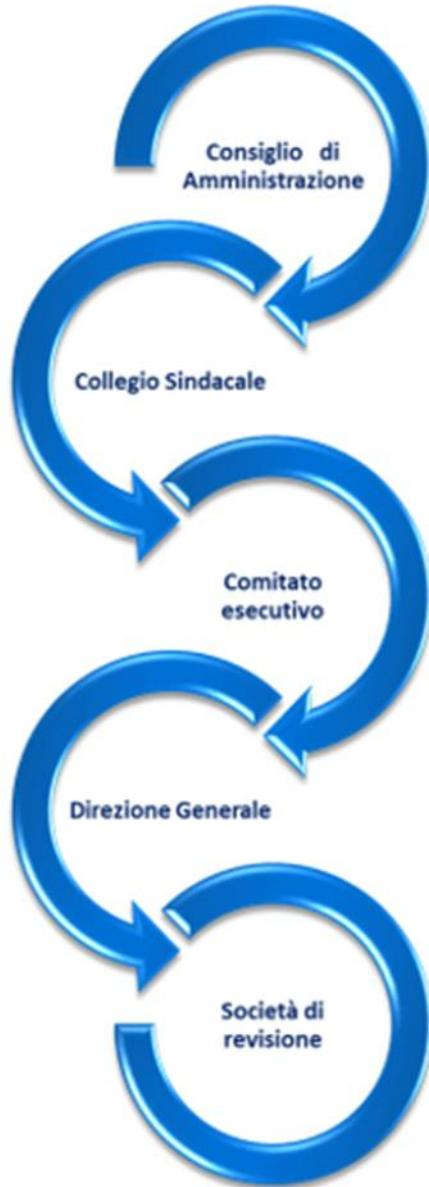 Consiglio di
Amministrazione
Collegio Sindacale
Comitato
esecutivo
Direzione Generale
Società di
revisione